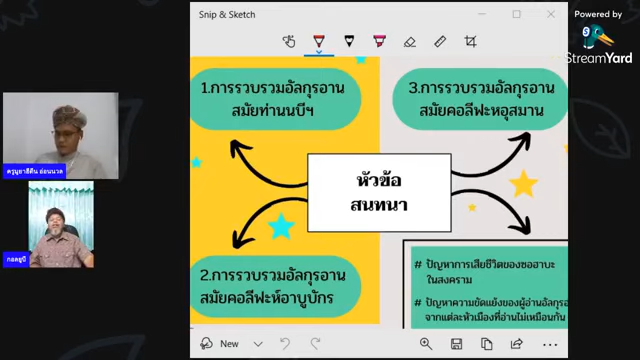 Snip & Sketch
Powered by
StreamYard
1.การรวบรวมอัลกุรอาน
สมัยท่านนบีฯ
3.การรวบรวมอัลกุรอาน
สมัยคอลีฟะหอุสมาน
หัวข้อ
สนทนา
2.การรวบรวมอัลกุรอาน
สมัยคอลีฟะห์อาบูบักร
# ปัญหาการเสียชีวิตของซอฮาบะ
ในสงคราม
# ปัญหาความขัดแย้งของผู้อ่านอัลกุรอ
จากแต่ละหัวเมืองที่อ่านไม่เหมือนกัน
ครูนูยาฮีดีน อ่อนนวล
กอลยูบี
New